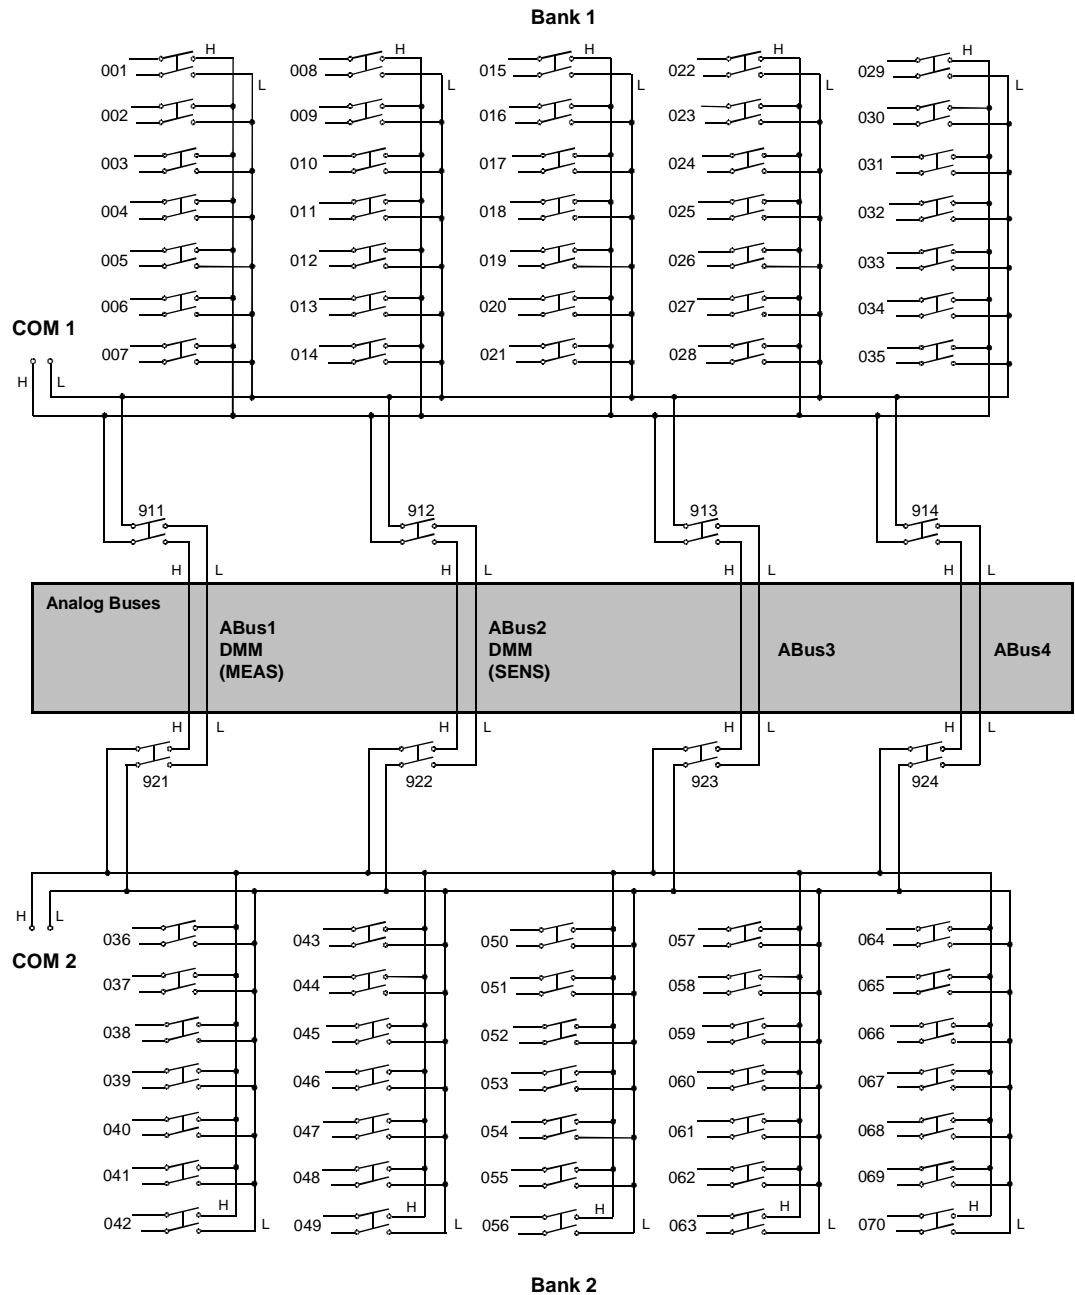 Bank 1
H H H H H
001 008 015 022 029
L L L L L
002 009 016 023 030
003 010 017 024 031
004 011 018 025 032
005 012 019 026 033
006 013 020 027 034
COM 1
007 014 021 028 035
H L
911 912 913 914
H L H L H L H L
Analog Buses
ABus1
DMM
(MEAS)
ABus2
DMM
(SENS)
ABus3
ABus4
H L H L H L H L
921 922 923 924
H L
COM 2
036 043 050 057 064
037 044 051 058 065
038 045 052 059 066
039 046 053 060 067
040 047 054 061 068
041 048 055 062 069
H H H H H
042 049 056 063 070
L L L L L
Bank 2